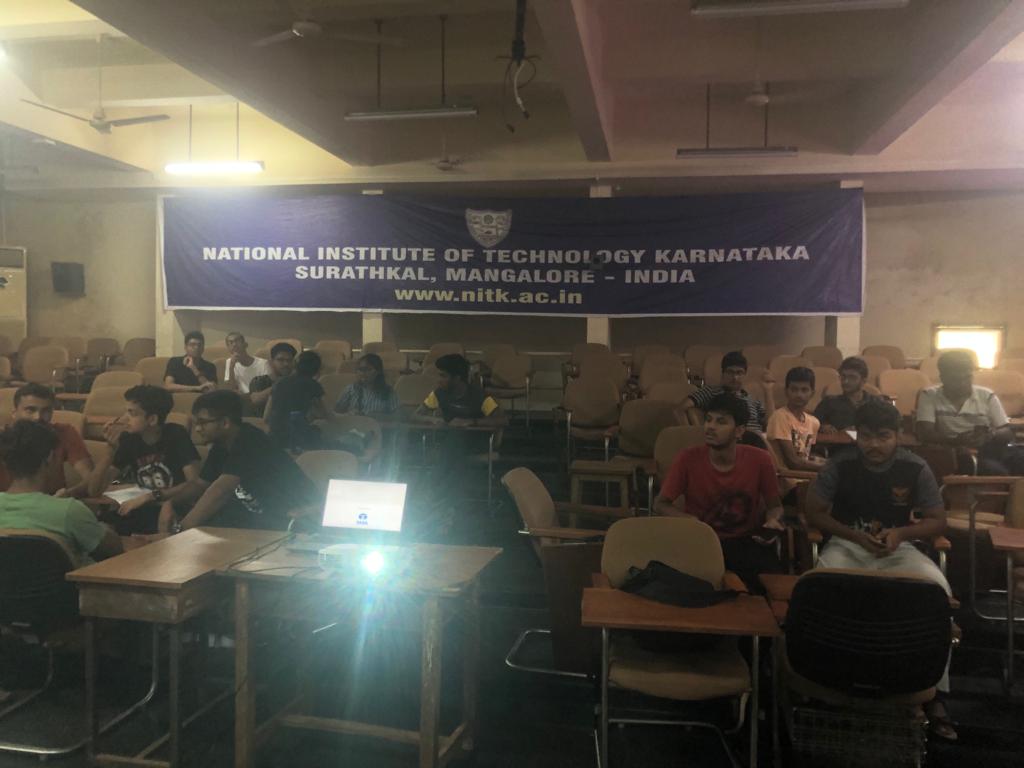 NATIONAL INSTITUTE OF TECHNOLOGY KARNATAKA
SURATHKAL, MANGALORE - INDIA
www.nitk.ac.in